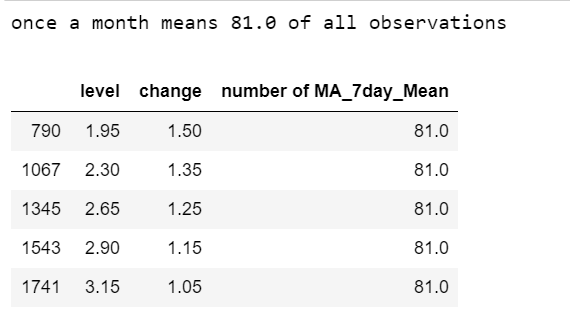 once a month means 81.0 of all observations
level change number of MA_7day_Mean
790 1.95 1.50 81.0
1067 2.30 1.35 81.0
1345 2.65 1.25 81.0
1543 2.90 1.15 81.0
1741 3.15 1.05 81.0